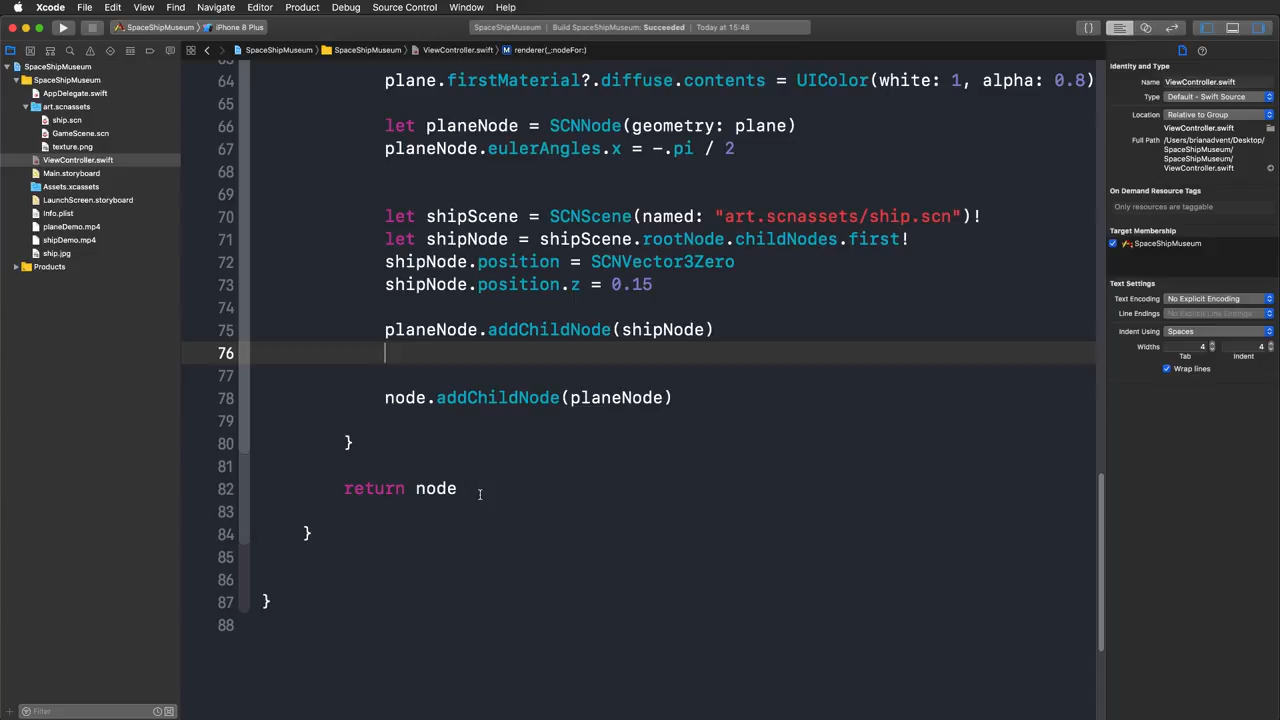 Xcode File Edit View Find Navigate Editor Product Debug Source Control Window Help
SpaceShipMuseum iPhone 8 Plus
SpaceShipMuseum Build SpaceShipMuseum: Succeeded Today at 15:48
SpaceShipMuseum SpaceShipMuseum ViewController.swift M renderer(_:nodeFor:)
SpaceShipMuseum
SpaceShipMuseum
AppDelegate.swift
art.scnassets
ship.scn
GameScene.scn
texture.png
ViewController.swift
Main.storyboard
Assets.xcassets
LaunchScreen.storyboard
Info.plist
planeDemo.mp4
shipDemo.mp4
ship.jpg
Products
Filter
63
64 plane.firstMaterial?.diffuse.contents = UIColor(white: 1, alpha: 0.8)
65
66 let planeNode = SCNNode(geometry: plane)
67 planeNode.eulerAngles.x = -.pi / 2
68
69
70 let shipScene = SCNScene(named: "art.scnassets/ship.scn")!
71 let shipNode = shipScene.rootNode.childNodes.first!
72 shipNode.position = SCNVector3Zero
73 shipNode.position.z = 0.15
74
75 planeNode.addChildNode(shipNode)
76
77
78 node.addChildNode(planeNode)
79
80 }
81
82 return node
83
84 }
85
86
87 }
88
Identity and Type
Name ViewController.swift
Type Default - Swift Source
Location Relative to Group
ViewController.swift
Full Path /Users/brianadvent/Desktop/
SpaceShipMuseum/
SpaceShipMuseum/
ViewController.swift
On Demand Resource Tags
Only resources are taggable
Target Membership
SpaceShipMuseum
Text Settings
Text Encoding No Explicit Encoding
Line Endings No Explicit Line Endings
Indent Using Spaces
Widths 4 4
Tab Indent
Wrap lines